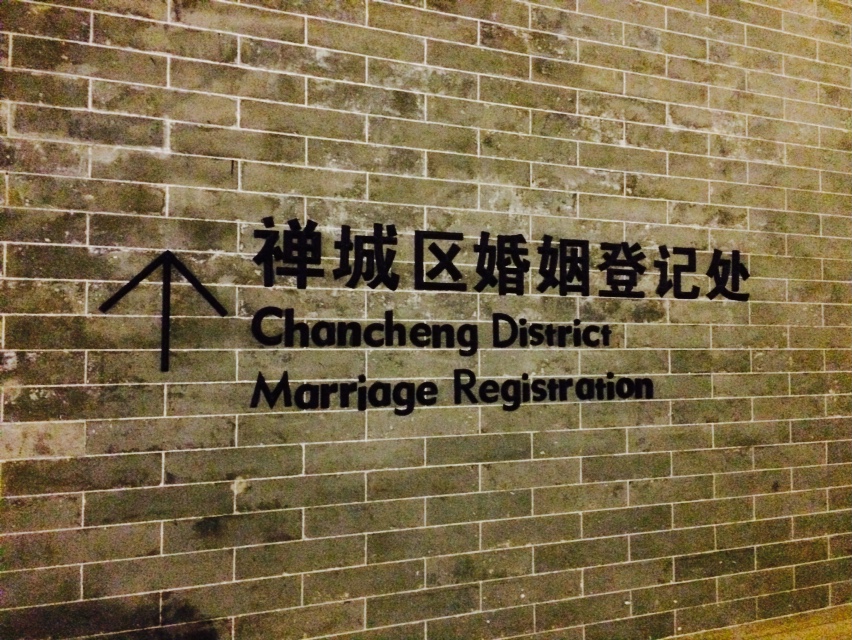 禅城区婚姻登记处
Chancheng District
Marriage Registration